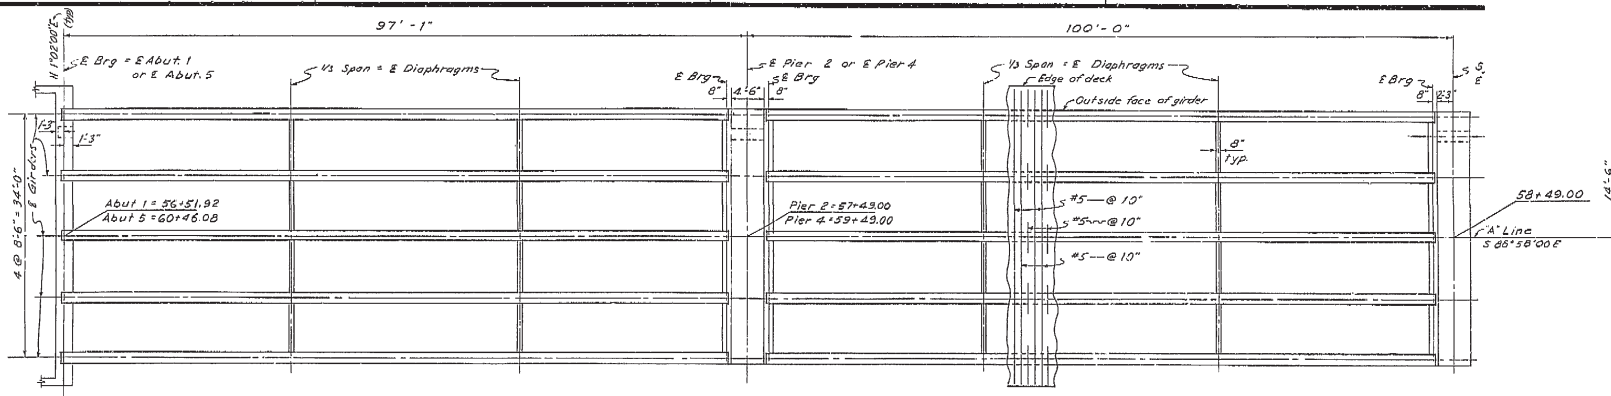 97'-1"
100'-0"
N 1°02'00"E
(typ)
℄ Brg = ℄ Abut. 1
or ℄ Abut. 5
1/3 Span = ℄ Diaphragms
℄ Brg
8"
4'-6"
8"
℄ Pier 2 or ℄ Pier 4
℄ Brg
1/3 Span = ℄ Diaphragms
Edge of deck
Outside face of girder
℄ Brg
8"
2'-3"
S.
℄
1'-3"
1'-3"
8"
typ.
℄ Girders
4 @ 8'-6" = 34'-0"
Abut 1 = 56+51.92
Abut 5 = 60+46.08
Pier 2 = 57+49.00
Pier 4 = 59+49.00
#5 @ 10"
#5 @ 10"
#5 @ 10"
58+49.00
"A" Line
S 86°58'00 E
14'-6"